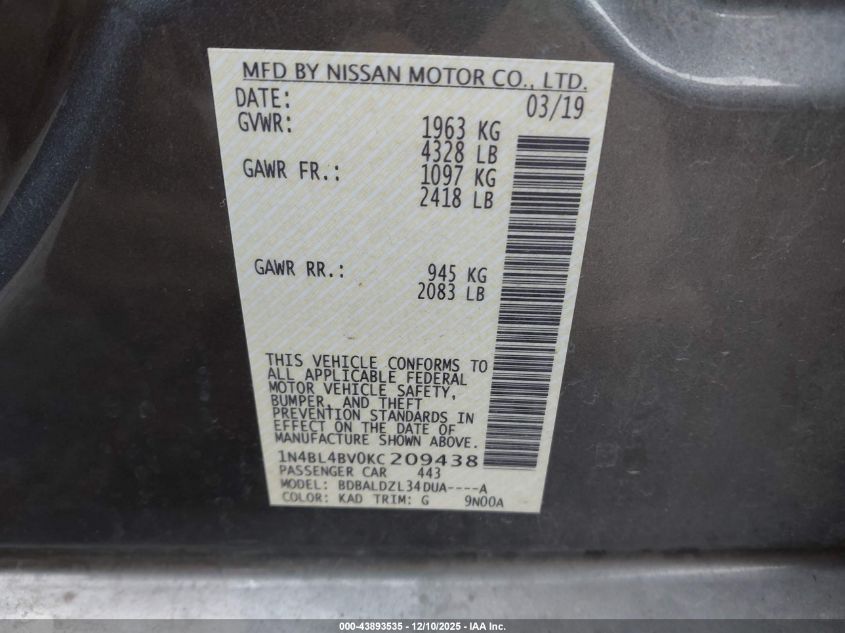 MFD BY NISSAN MOTOR CO., LTD.
DATE: 03/19
GVWR: 1963 KG
4328 LB
GAWR FR.: 1097 KG
2418 LB
GAWR RR.: 945 KG
2083 LB
THIS VEHICLE CONFORMS TO
ALL APPLICABLE FEDERAL
MOTOR VEHICLE SAFETY,
BUMPER, AND THEFT
PREVENTION STANDARDS IN
EFFECT ON THE DATE OF
MANUFACTURE SHOWN ABOVE.
1N4BL4BV0KC209438
PASSENGER CAR 443
MODEL: BDBALDZL34DUA----A
COLOR: KAD TRIM: G 9N00A
000-43893535 - 12/10/2025 - IAA Inc.